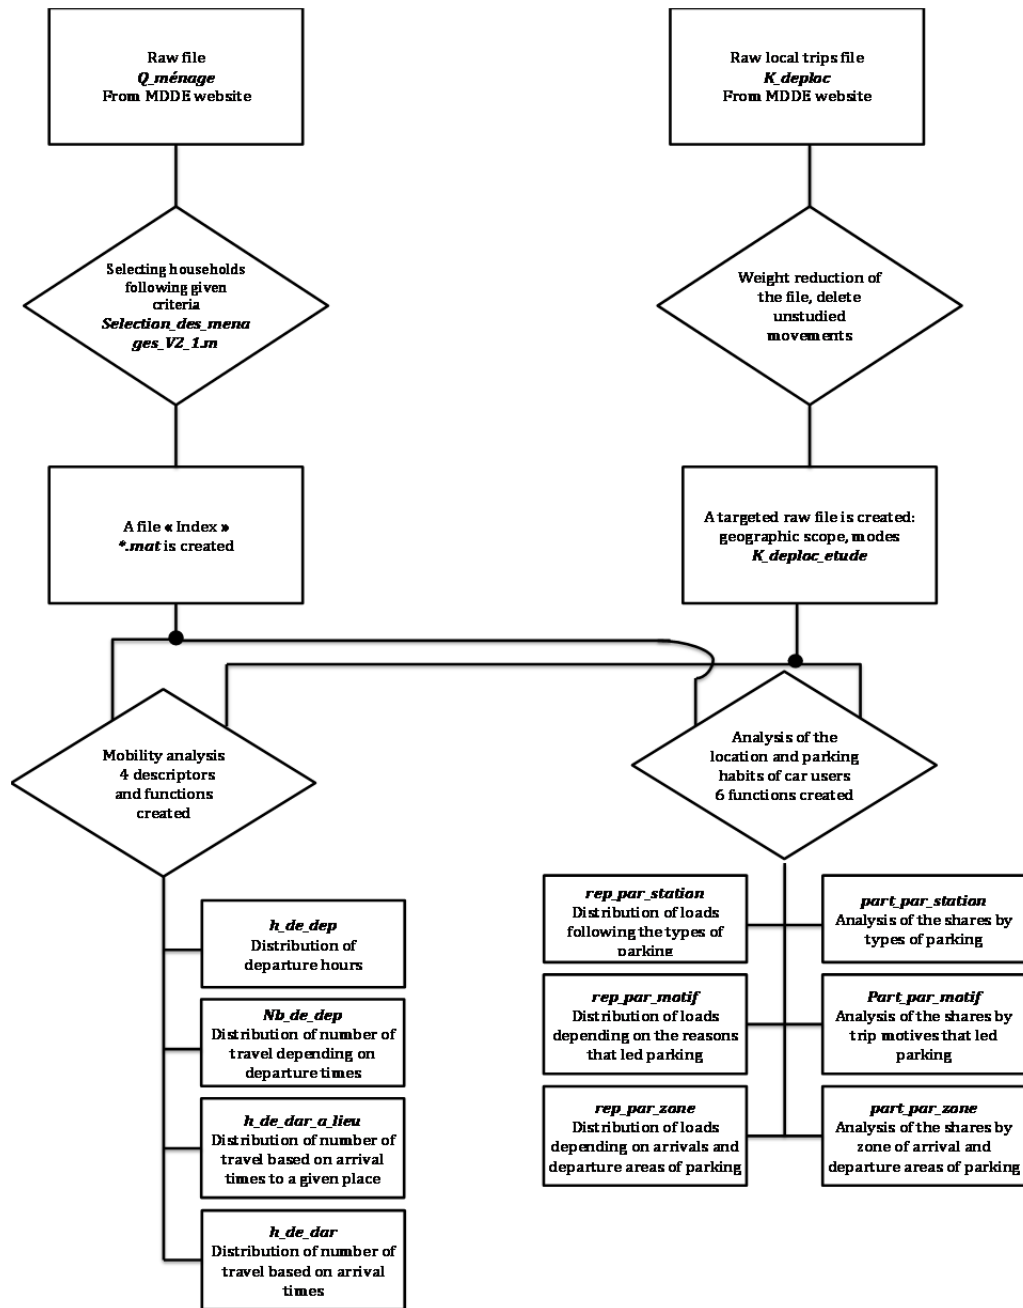 Raw file
Q_ménage
From MDDE website
Raw local trips file
K_deploc
From MDDE website
Selecting households
following given
criteria
Selection_des_mena
ges_V2_1.m
Weight reduction of
the file, delete
unstudied
movements
A file « Index »
*.mat is created
A targeted raw file is created:
geographic scope, modes
K_deploc_etude
Mobility analysis
4 descriptors
and functions
created
Analysis of the
location and parking
habits of car users
6 functions created
h_de_dep
Distribution of
departure hours
Nb_de_dep
Distribution of number of
travel depending on
departure times
h_de_dar_a_lieu
Distribution of number of
travel based on arrival
times to a given place
h_de_dar
Distribution of number of
travel based on arrival
times
rep_par_station
Distribution of loads
following the types of
parking
part_par_station
Analysis of the shares by
types of parking
rep_par_motif
Distribution of loads
depending on the reasons
that led parking
Part_par_motif
Analysis of the shares by
trip motives that led
parking
rep_par_zone
Distribution of loads
depending on arrivals and
departure areas of parking
part_par_zone
Analysis of the shares by
zone of arrival and
departure areas of parking